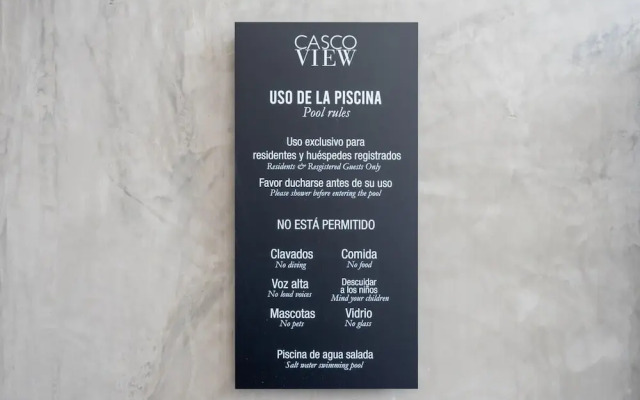 CASCO
VIEW
USO DE LA PISCINA
Pool rules
Uso exclusivo para
residentes y huéspedes registrados
Residents & Resgistered Guests Only
Favor ducharse antes de su uso
Please shower before entering the pool
NO ESTÁ PERMITIDO
Clavados
No diving
Comida
No food
Voz alta
No loud voices
Descuidar
a los niños
Mind your children
Mascotas
No pets
Vidrio
No glass
Piscina de agua salada
Salt water swimming pool